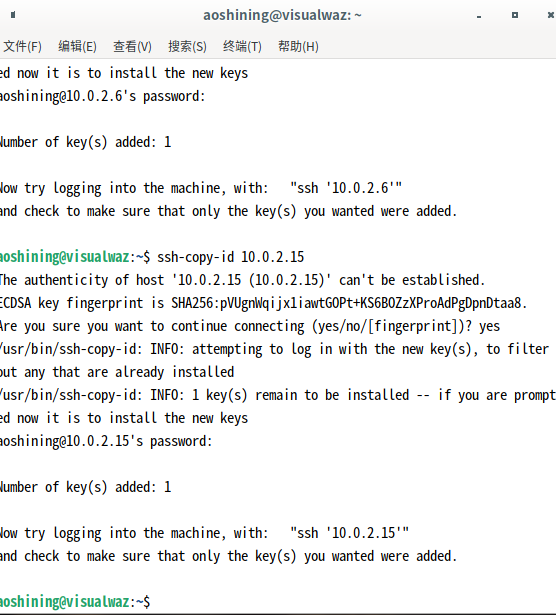 aoshining@visualwaz: ~
文件(F) 编辑(E) 查看(V) 搜索(S) 终端(T) 帮助(H)
ed now it is to install the new keys
aoshining@10.0.2.6's password:
Number of key(s) added: 1
Now try logging into the machine, with:   "ssh '10.0.2.6'"
and check to make sure that only the key(s) you wanted were added.
aoshining@visualwaz:~$ ssh-copy-id 10.0.2.15
The authenticity of host '10.0.2.15 (10.0.2.15)' can't be established.
ECDSA key fingerprint is SHA256:pVUgnWqijx1iawtGOPt+KS6BOZzXProAdPgDpnDtaa8.
Are you sure you want to continue connecting (yes/no/[fingerprint])? yes
/usr/bin/ssh-copy-id: INFO: attempting to log in with the new key(s), to filter
out any that are already installed
/usr/bin/ssh-copy-id: INFO: 1 key(s) remain to be installed -- if you are prompt
ed now it is to install the new keys
aoshining@10.0.2.15's password:
Number of key(s) added: 1
Now try logging into the machine, with:   "ssh '10.0.2.15'"
and check to make sure that only the key(s) you wanted were added.
aoshining@visualwaz:~$